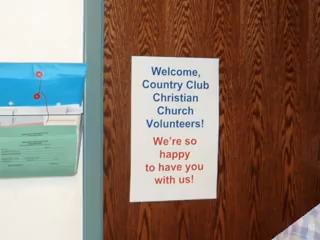 Welcome,
Country Club
Christian
Church
Volunteers!
We're so
happy
to have you
with us!